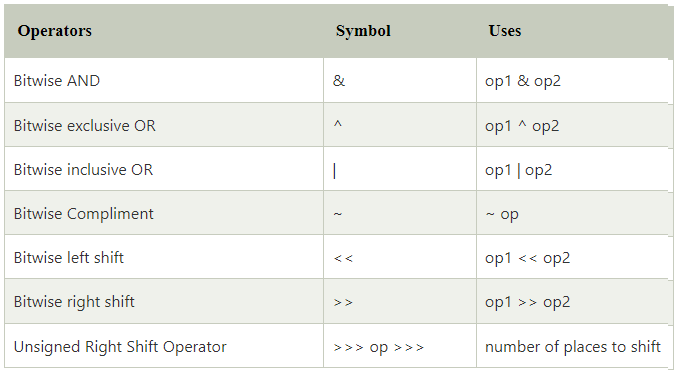 Operators Symbol Uses
Bitwise AND & op1 & op2
Bitwise exclusive OR ^ op1 ^ op2
Bitwise inclusive OR | op1 | op2
Bitwise Compliment ~ ~ op
Bitwise left shift << op1 << op2
Bitwise right shift >> op1 >> op2
Unsigned Right Shift Operator >>> op >>> number of places to shift